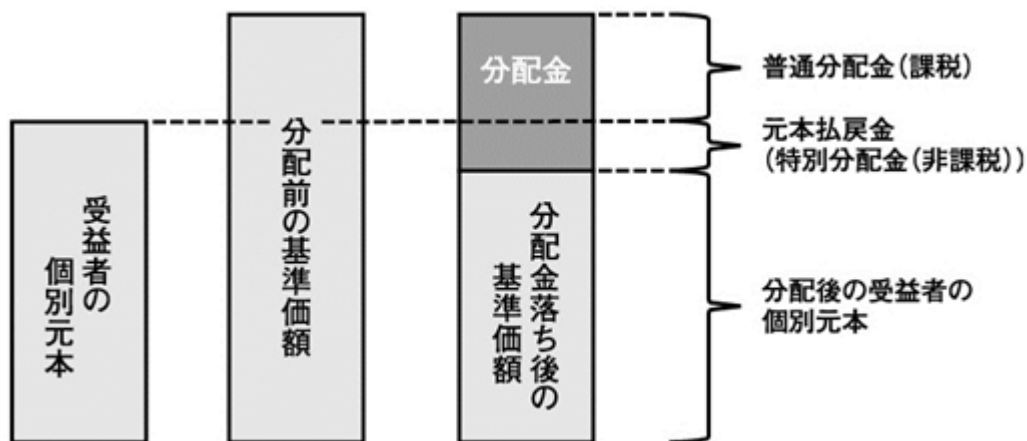 受益者の
個別元本
分配前の基準価額
分配金
分配金落ち後の
基準価額
普通分配金(課税)
元本払戻金
(特別分配金(非課税))
分配後の受益者の
個別元本